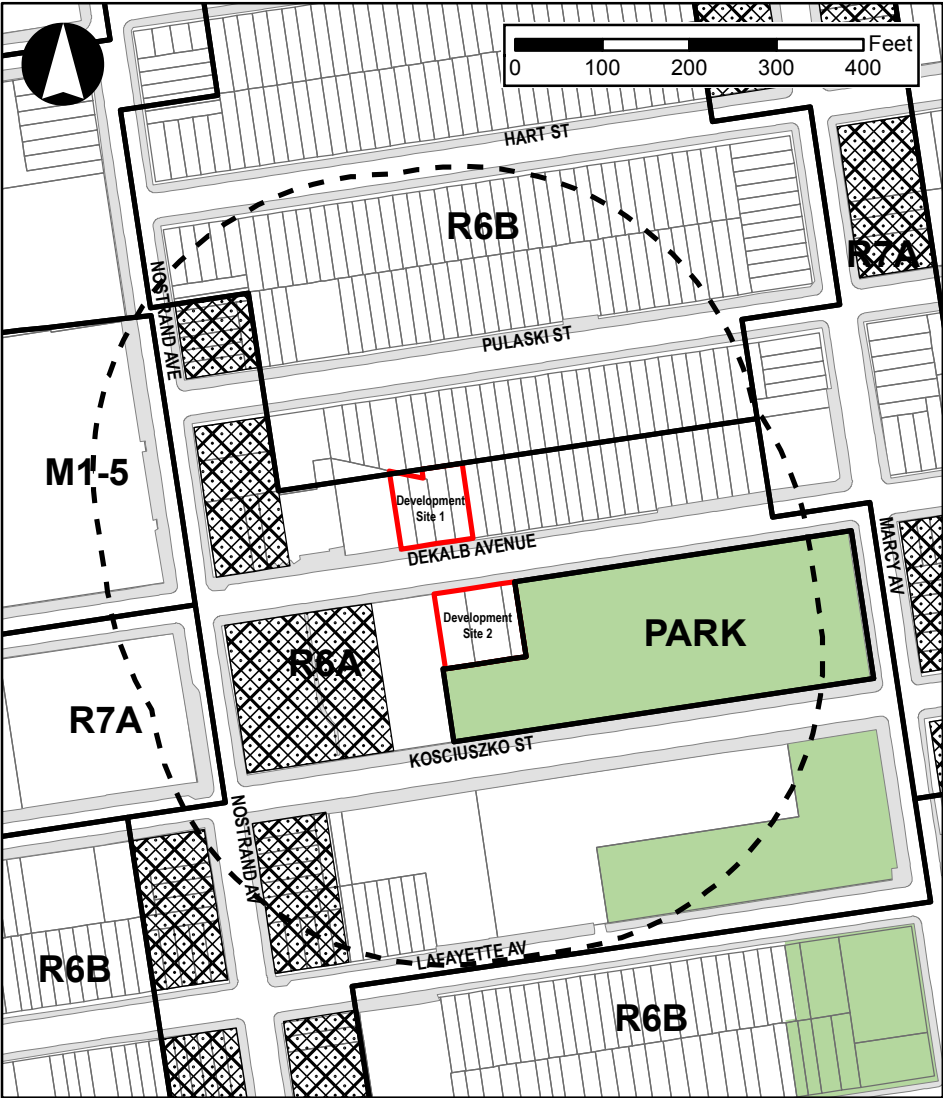 Feet
0 100 200 300 400
HART ST
R6B
R7A
NOSTRAND AVE
PULASKI ST
M1-5
Development
Site 1
DEKALB AVENUE
MARCY AV
Development
Site 2
PARK
R6A
R7A
KOSCIUSZKO ST
NOSTRAND AV
LAFAYETTE AV
R6B
R6B